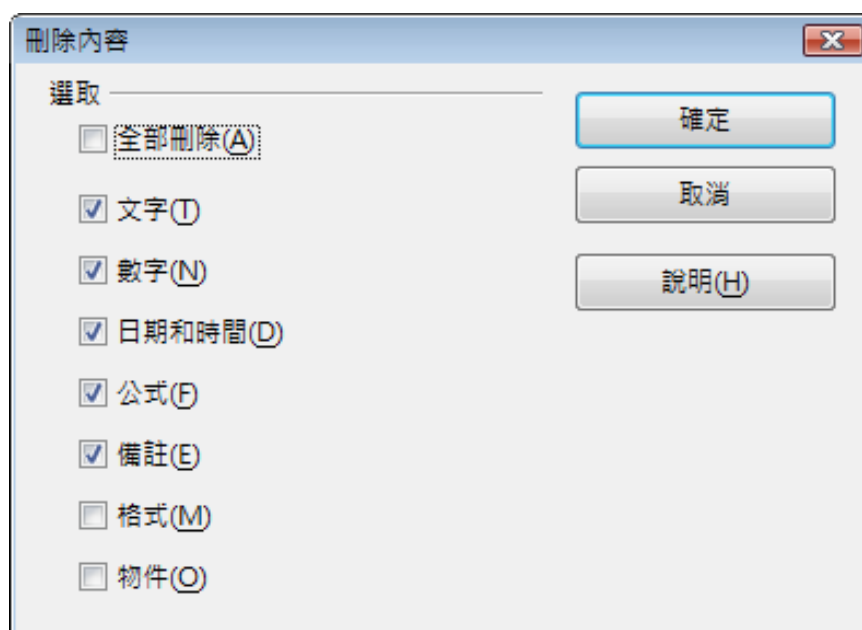 刪除內容
選取
全部刪除(A)
文字(T)
數字(N)
日期和時間(D)
公式(F)
備註(E)
格式(M)
物件(O)
確定
取消
說明(H)